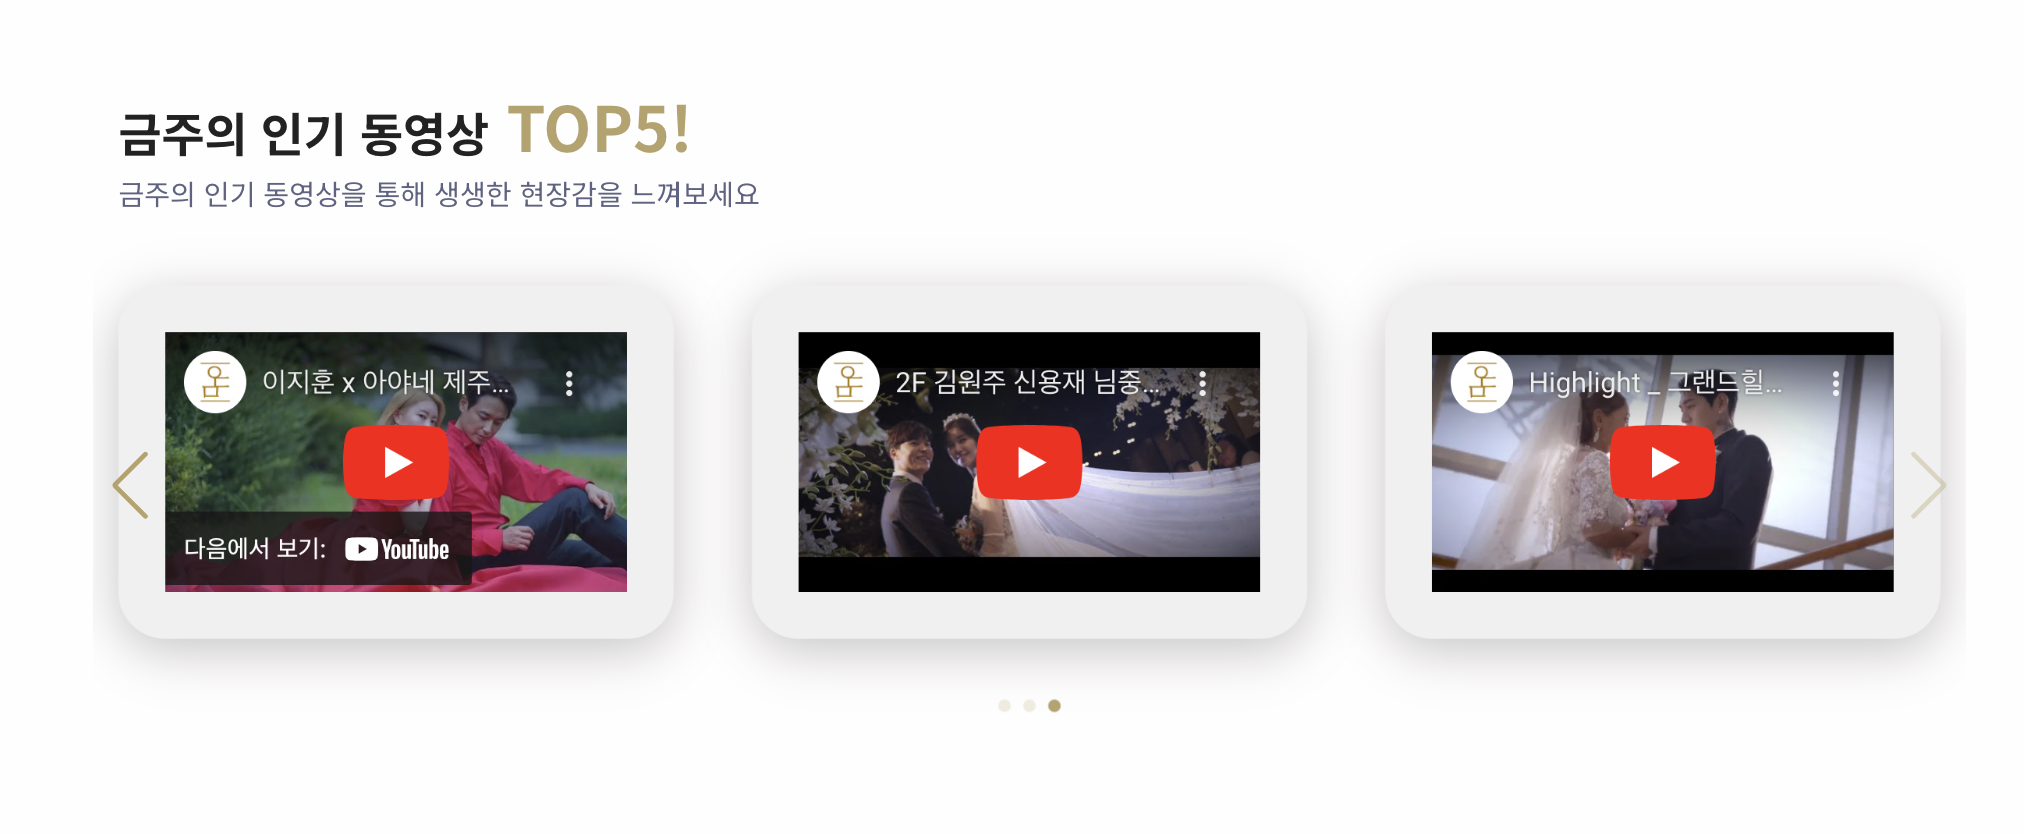 금주의 인기 동영상 TOP5!
금주의 인기 동영상을 통해 생생한 현장감을 느껴보세요
이지훈 x 아야네 제주...
2F 김원주 신용재 님중...
Highlight _ 그랜드힐...
다음에서 보기: YouTube